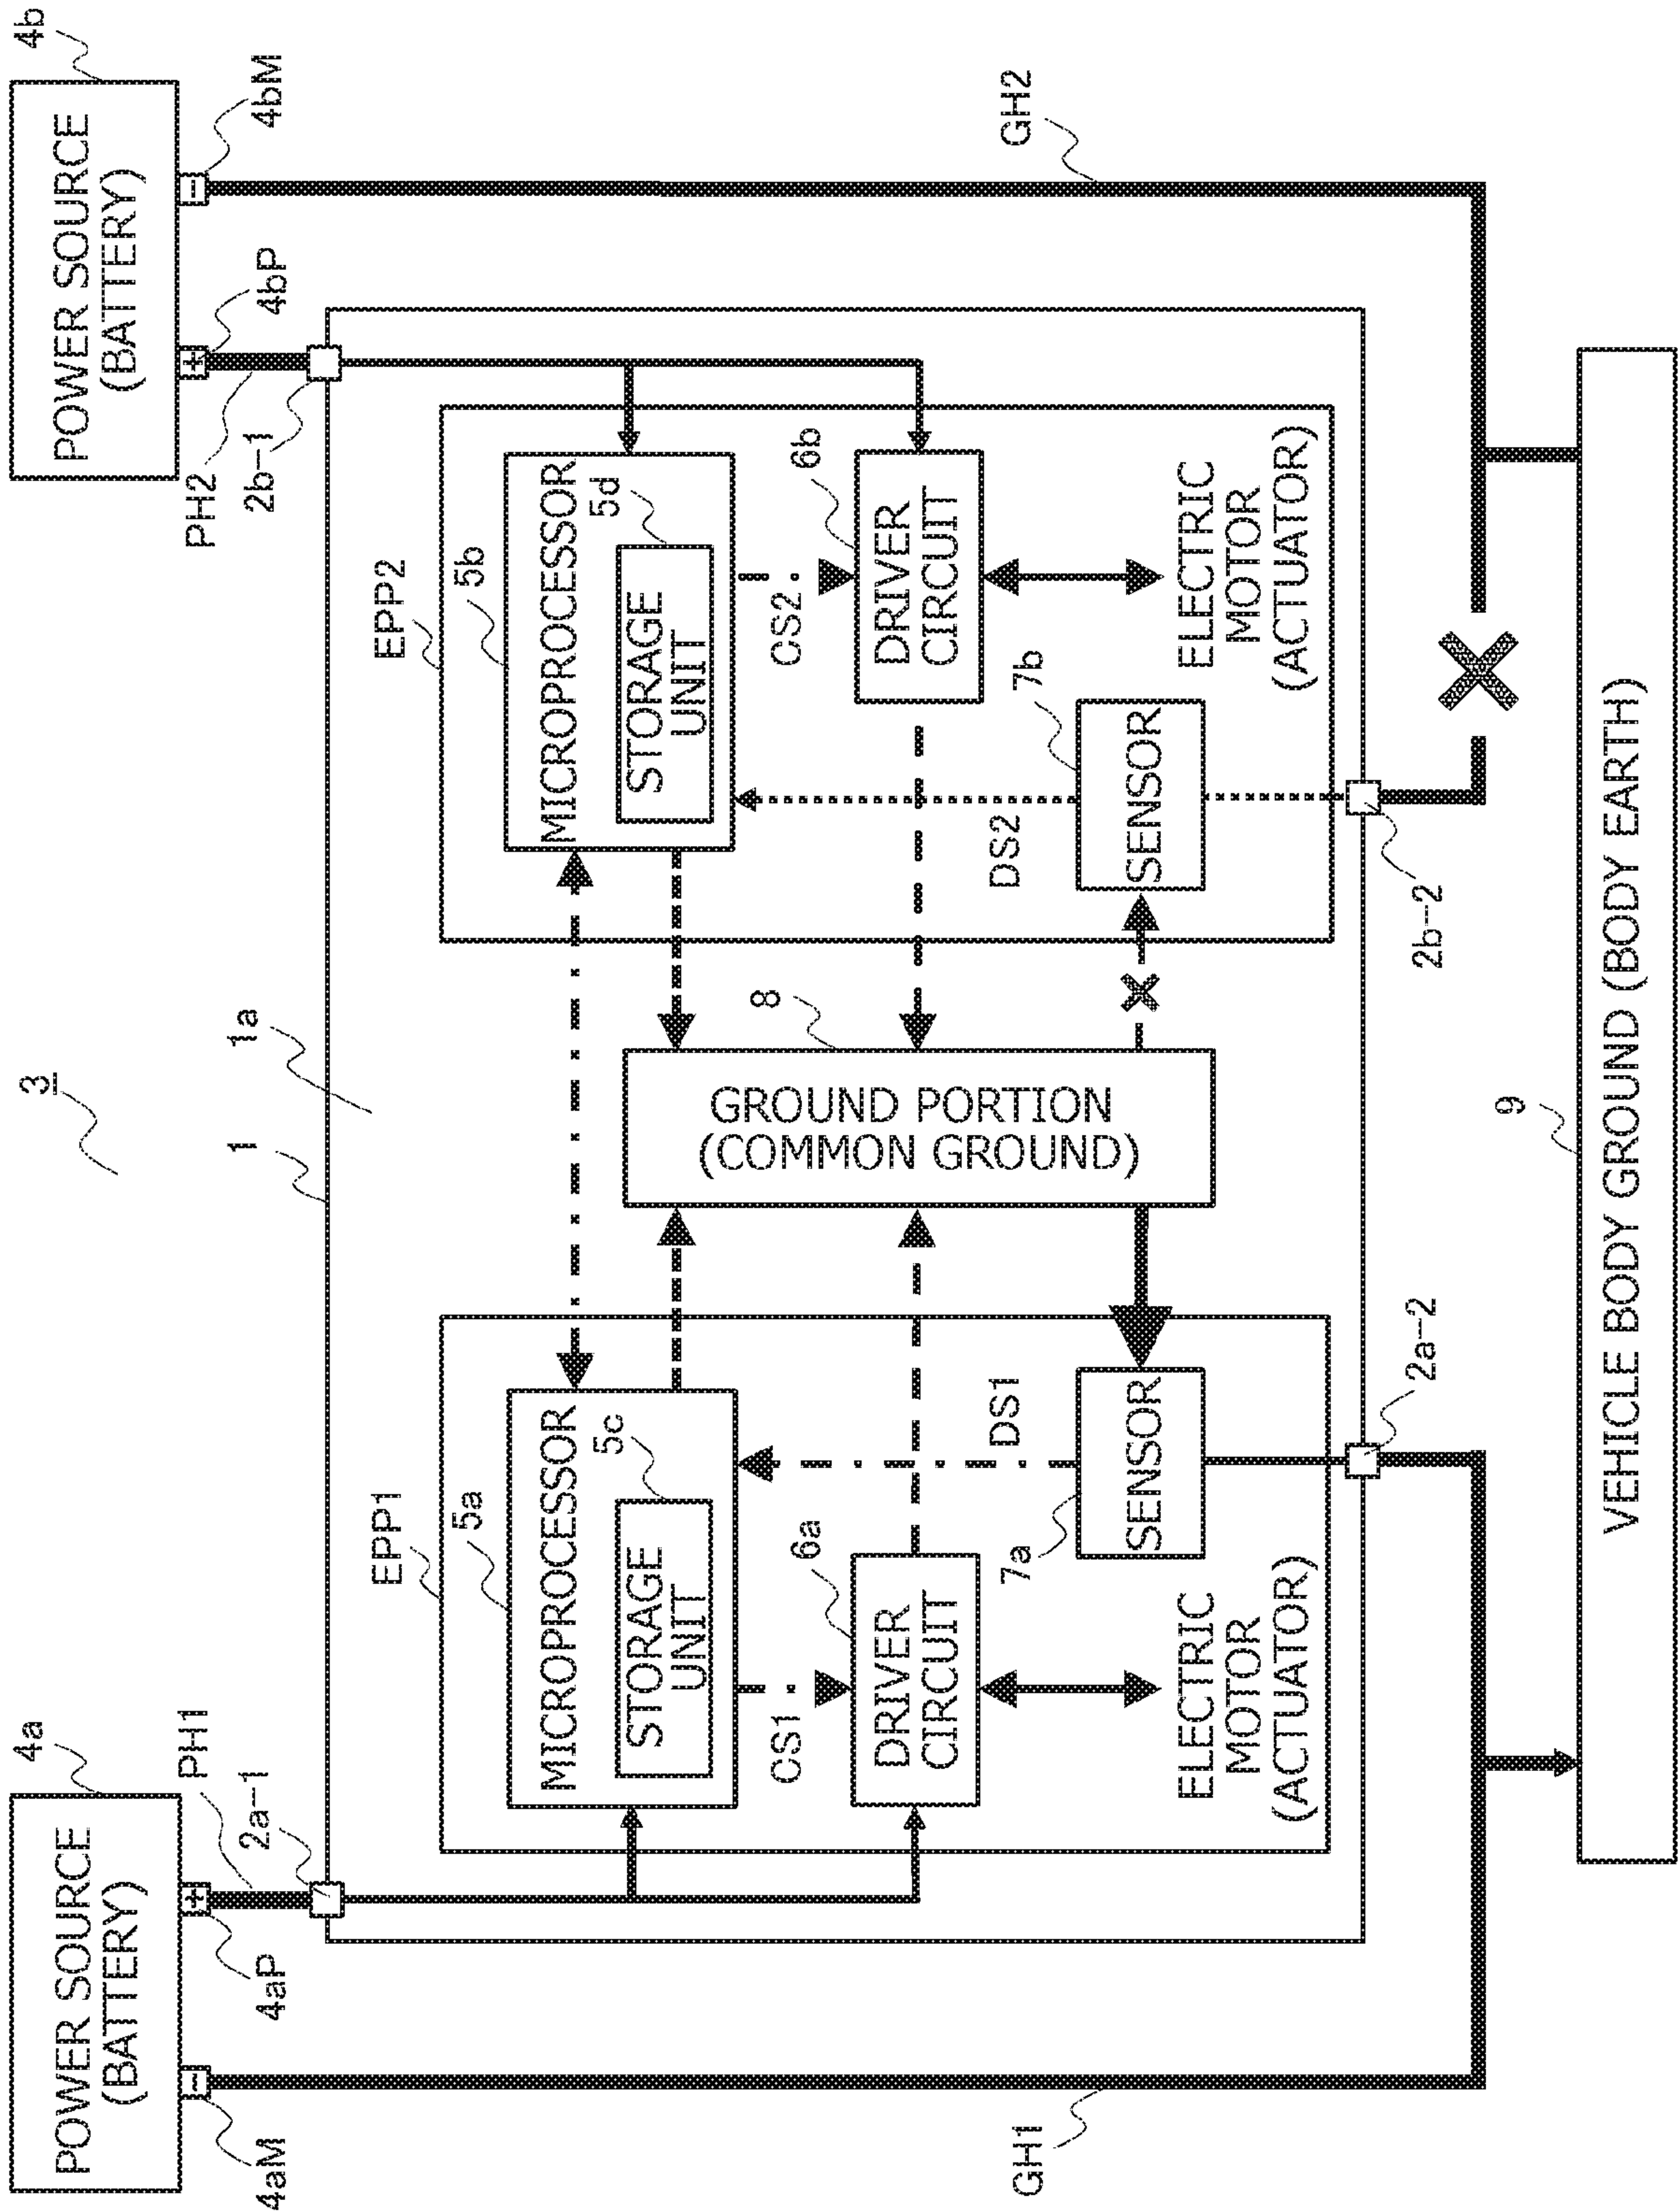 3
POWER SOURCE
(BATTERY)
4a
4aM
−
+
4aP
PH1
2a-1
1
1a
POWER SOURCE
(BATTERY)
4b
+
−
4bP
4bM
PH2
2b-1
EPP1
5a
MICROPROCESSOR
5c
STORAGE
UNIT
CS1
6a
DRIVER
CIRCUIT
DS1
7a
SENSOR
ELECTRIC
MOTOR
(ACTUATOR)
2a-2
8
GROUND PORTION
(COMMON GROUND)
EPP2
5b
MICROPROCESSOR
5d
STORAGE
UNIT
CS2
6b
DRIVER
CIRCUIT
DS2
7b
SENSOR
ELECTRIC
MOTOR
(ACTUATOR)
2b-2
GH1
GH2
9
VEHICLE BODY GROUND (BODY EARTH)